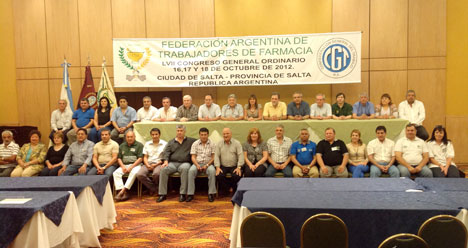 FEDERACIÓN ARGENTINA DE
TRABAJADORES DE FARMACIA
LVII CONGRESO GENERAL ORDINARIO
16, 17 Y 18 DE OCTUBRE DE 2012.
CIUDAD DE SALTA - PROVINCIA DE SALTA
REPUBLICA ARGENTINA
CGT